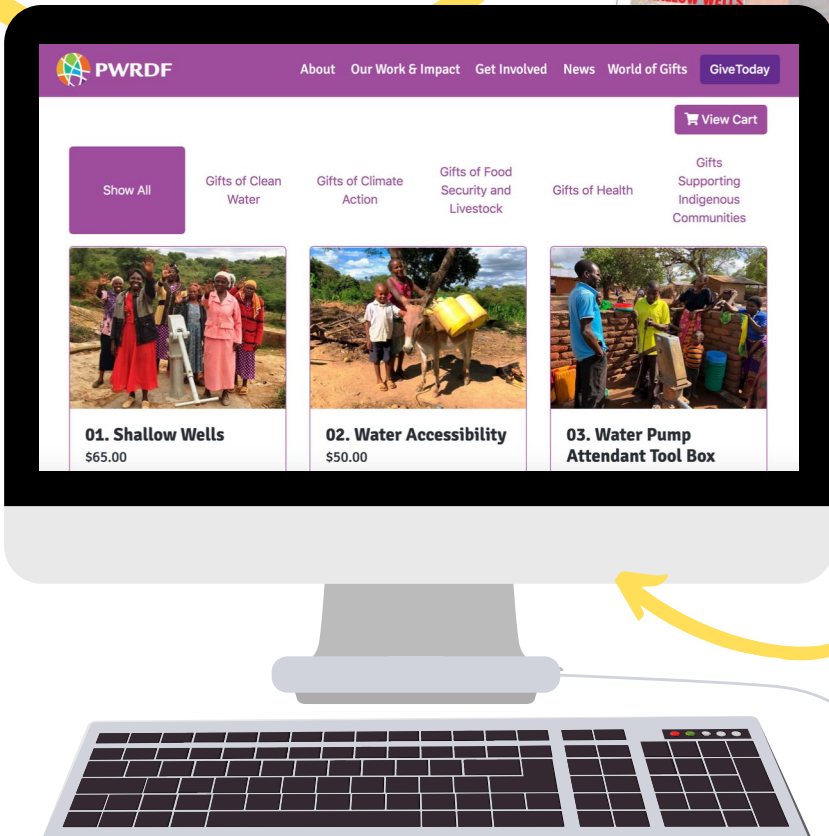 SHALLOW WELLS
PWRDF
About Our Work & Impact Get Involved News World of Gifts GiveToday
View Cart
Show All
Gifts of Clean
Water
Gifts of Climate
Action
Gifts of Food
Security and
Livestock
Gifts of Health
Gifts
Supporting
Indigenous
Communities
01. Shallow Wells
$65.00
02. Water Accessibility
$50.00
03. Water Pump
Attendant Tool Box